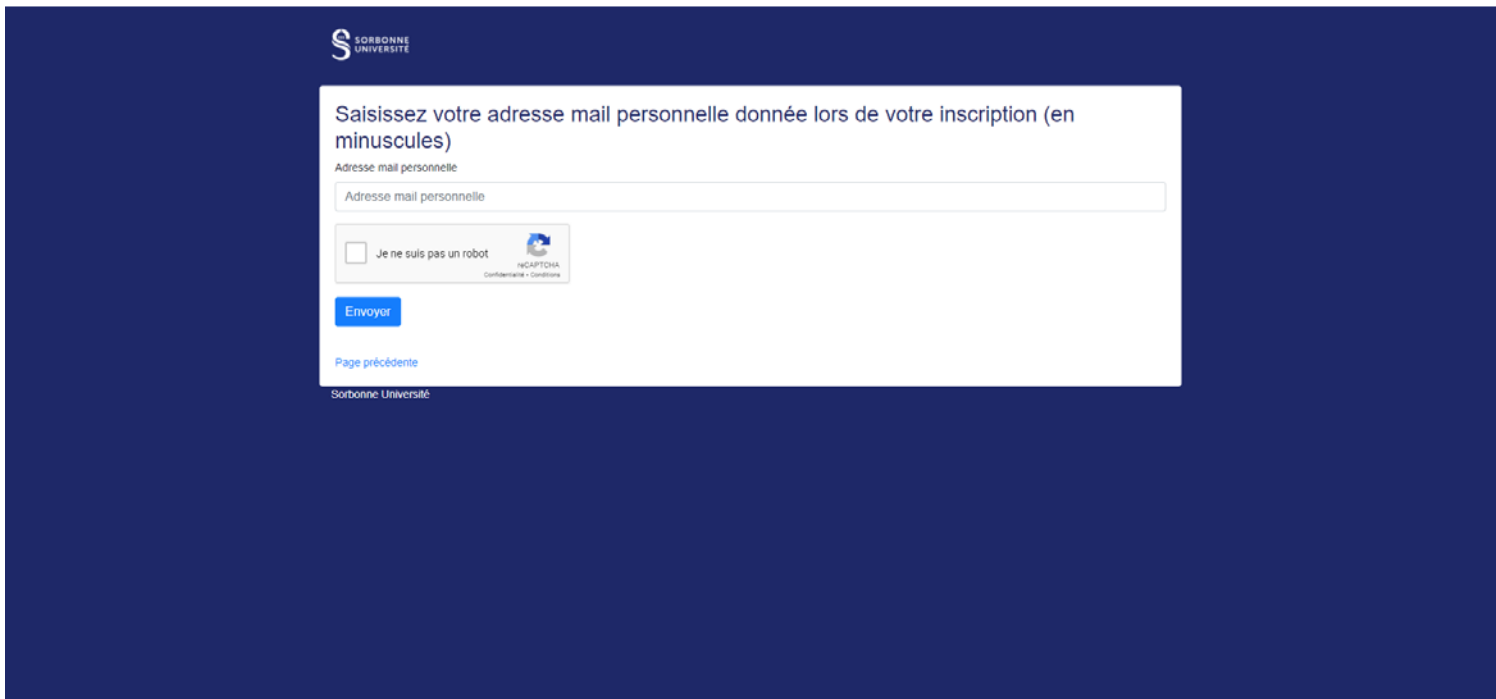 SORBONNE
UNIVERSITÉ
Saisissez votre adresse mail personnelle donnée lors de votre inscription (en
minuscules)
Adresse mail personnelle
Adresse mail personnelle
Je ne suis pas un robot
reCAPTCHA
Confidentialité - Conditions
Envoyer
Page précédente
Sorbonne Université